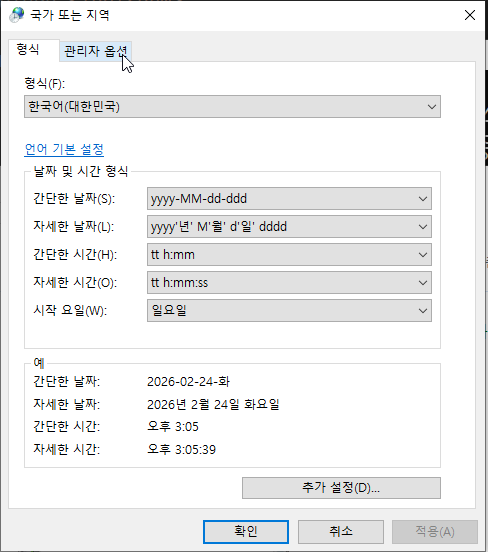 국가 또는 지역
형식 관리자 옵션
형식(F):
한국어(대한민국)
언어 기본 설정
날짜 및 시간 형식
간단한 날짜(S): yyyy-MM-dd-ddd
자세한 날짜(L): yyyy'년' M'월' d'일' dddd
간단한 시간(H): tt h:mm
자세한 시간(O): tt h:mm:ss
시작 요일(W): 일요일
예
간단한 날짜: 2026-02-24-화
자세한 날짜: 2026년 2월 24일 화요일
간단한 시간: 오후 3:05
자세한 시간: 오후 3:05:39
추가 설정(D)...
확인 취소 적용(A)